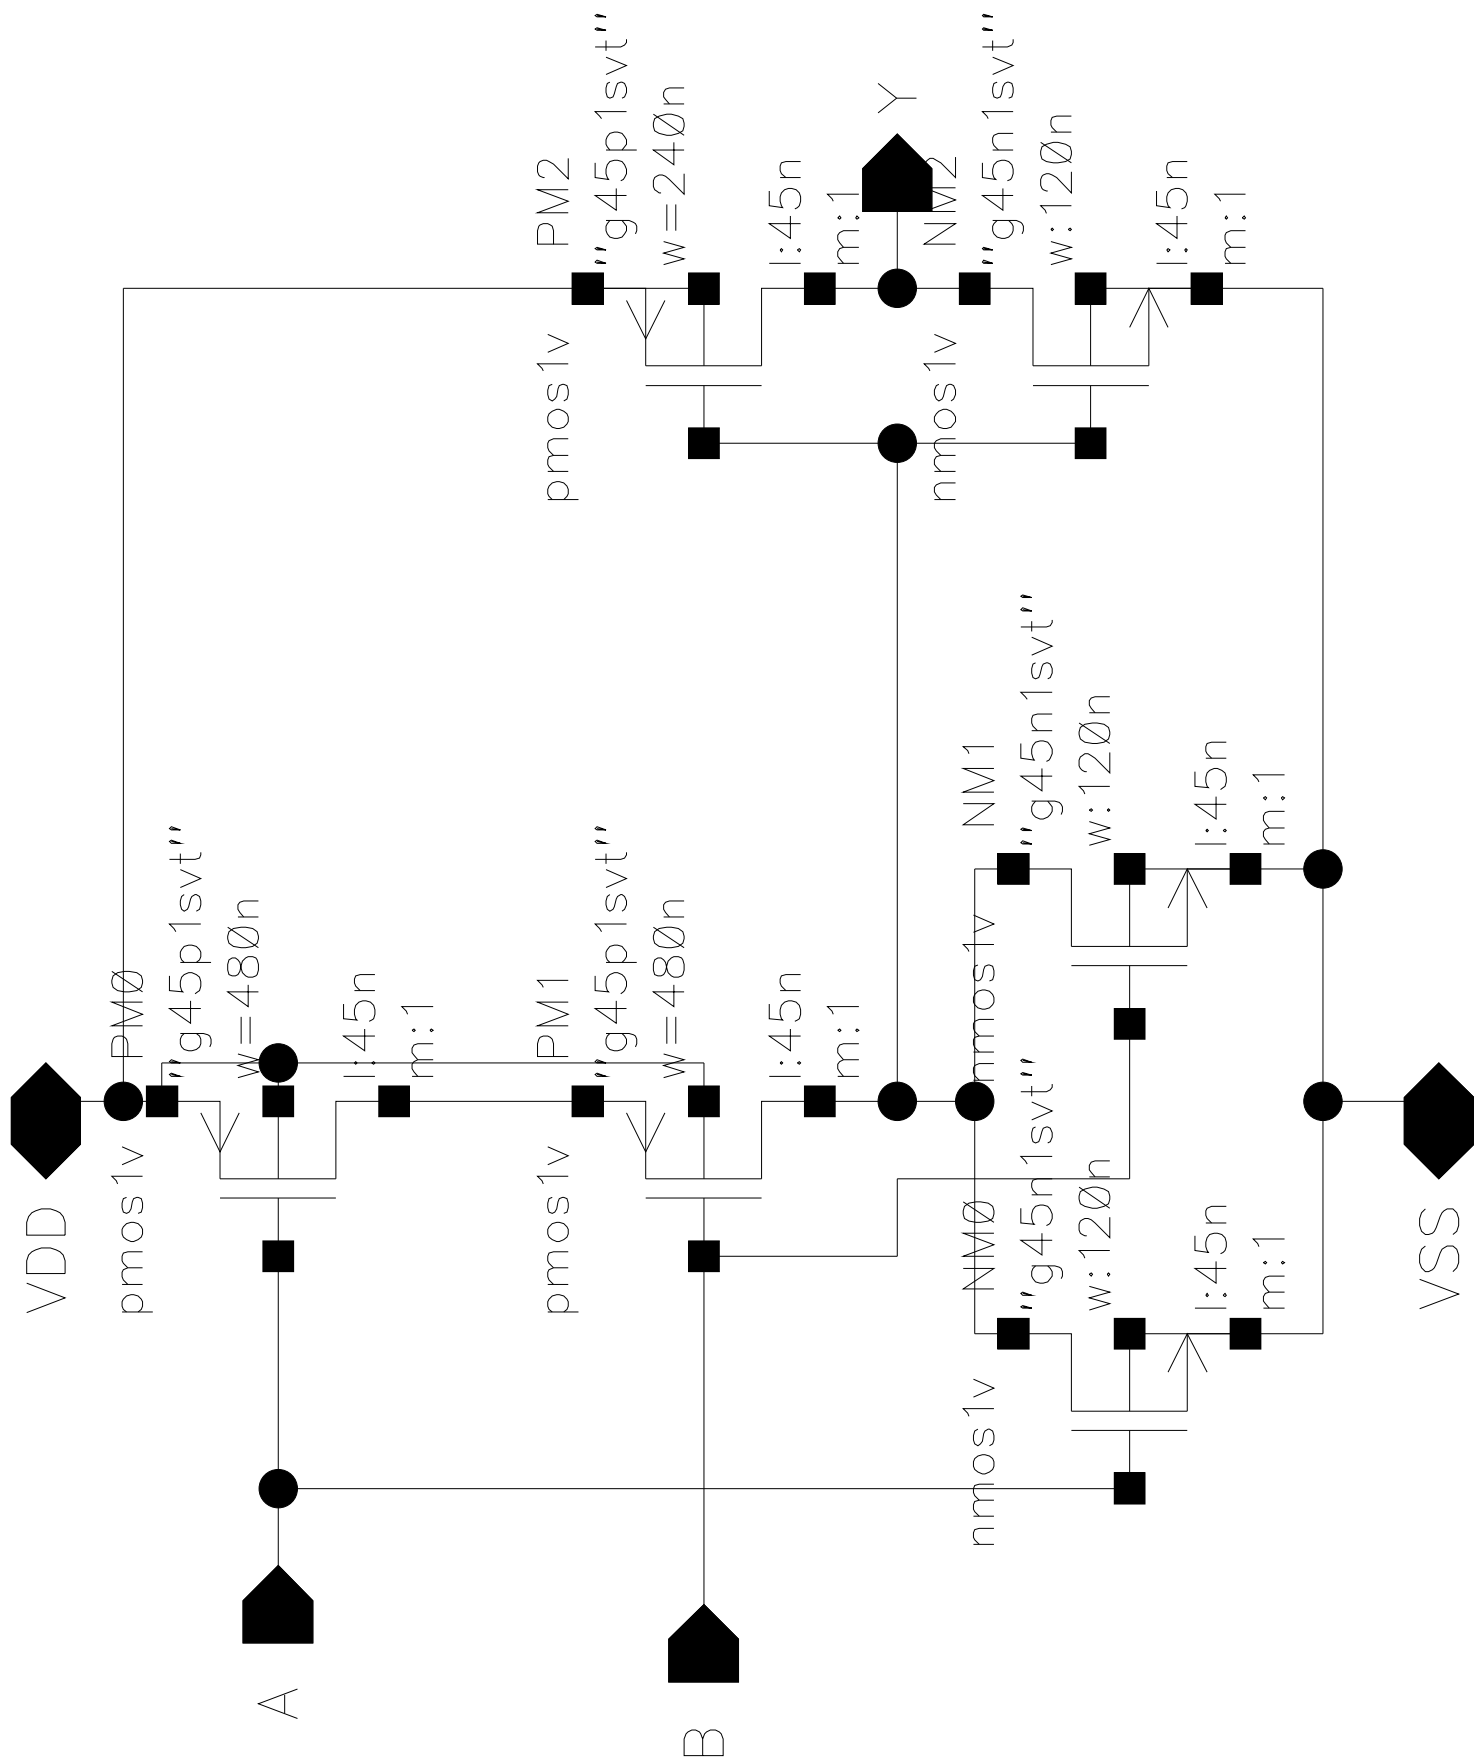 VDD
PM0
"g45p1svt"
w=480n
l:45n
m:1
pmos1v
PM1
"g45p1svt"
w=480n
l:45n
m:1
pmos1v
PM2
"g45p1svt"
w=240n
l:45n
m:1
pmos1v
A
B
Y
NM0
"g45n1svt"
w:120n
l:45n
m:1
nmos1v
NM1
"g45n1svt"
w:120n
l:45n
m:1
nmos1v
NM2
"g45n1svt"
w:120n
l:45n
m:1
nmos1v
VSS